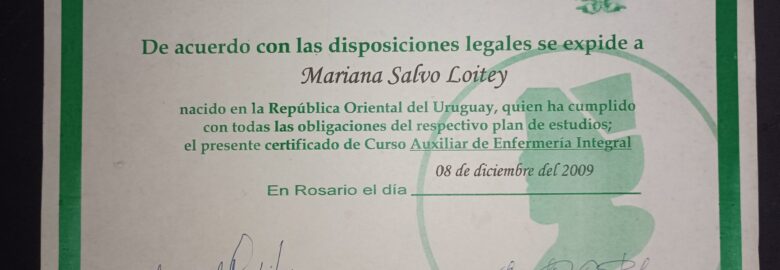 De acuerdo con las disposiciones legales se expide a
Mariana Salvo Loitey
nacido en la República Oriental del Uruguay, quien ha cumplido
con todas las obligaciones del respectivo plan de estudios;
el presente certificado de Curso Auxiliar de Enfermería Integral
08 de diciembre del 2009
En Rosario el día